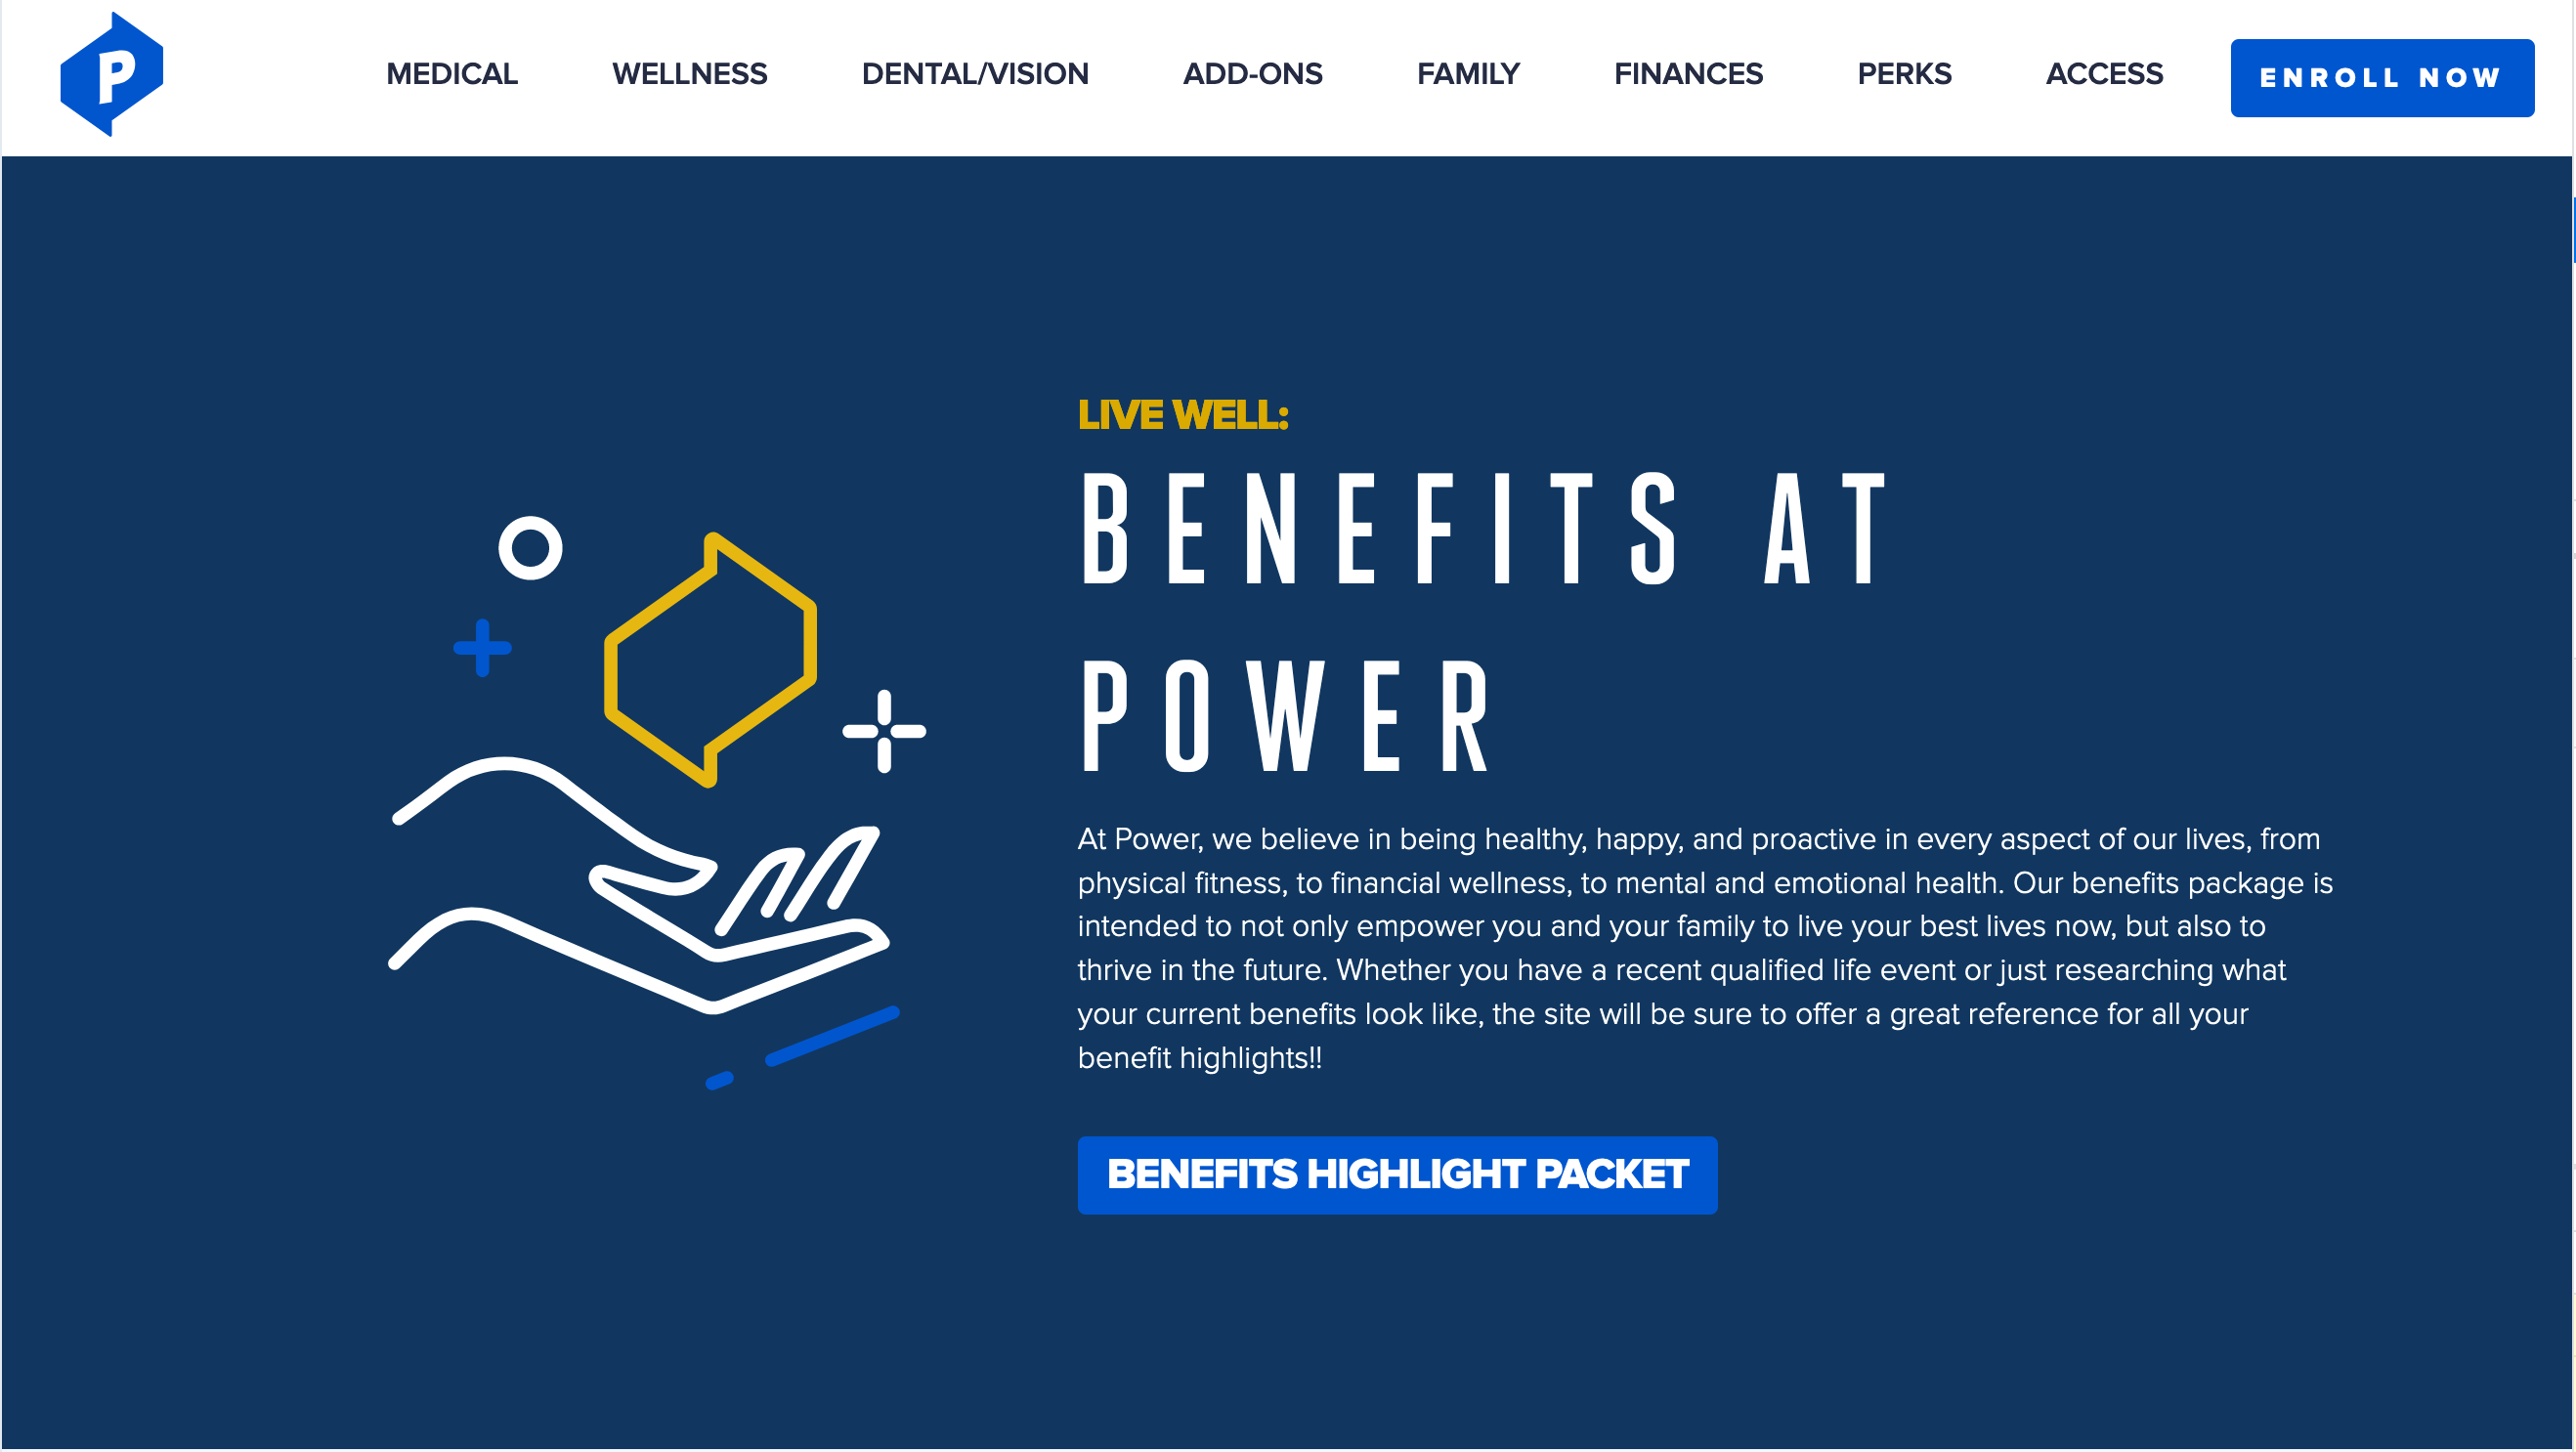 P
MEDICAL WELLNESS DENTAL/VISION ADD-ONS FAMILY FINANCES PERKS ACCESS ENROLL NOW
LIVE WELL:
BENEFITS AT
POWER
At Power, we believe in being healthy, happy, and proactive in every aspect of our lives, from
physical fitness, to financial wellness, to mental and emotional health. Our benefits package is
intended to not only empower you and your family to live your best lives now, but also to
thrive in the future. Whether you have a recent qualified life event or just researching what
your current benefits look like, the site will be sure to offer a great reference for all your
benefit highlights!!
BENEFITS HIGHLIGHT PACKET